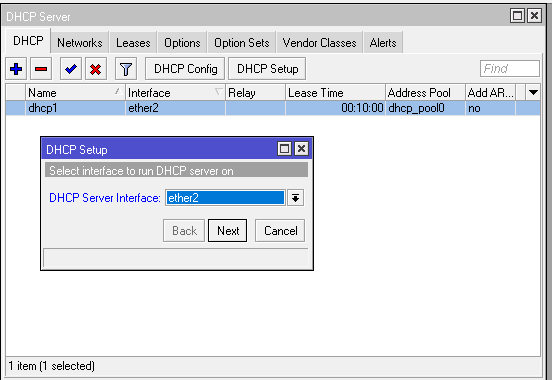 DHCP Server
DHCP Networks Leases Options Option Sets Vendor Classes Alerts
DHCP Config DHCP Setup Find
Name Interface Relay Lease Time Address Pool Add AR...
dhcp1 ether2 00:10:00 dhcp_pool0 no
DHCP Setup
Select interface to run DHCP server on
DHCP Server Interface: ether2
Back Next Cancel
1 item (1 selected)